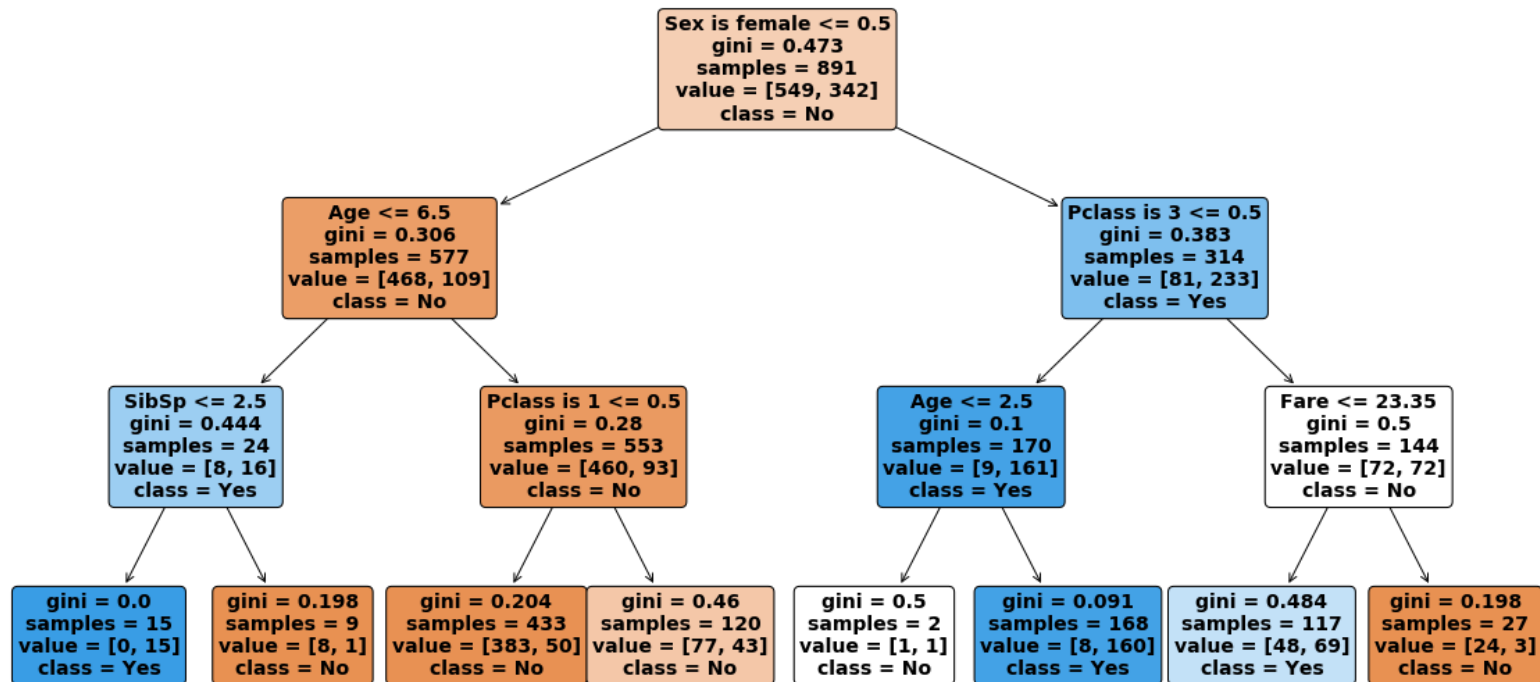 Sex is female <= 0.5
gini = 0.473
samples = 891
value = [549, 342]
class = No
Age <= 6.5
gini = 0.306
samples = 577
value = [468, 109]
class = No
Pclass is 3 <= 0.5
gini = 0.383
samples = 314
value = [81, 233]
class = Yes
SibSp <= 2.5
gini = 0.444
samples = 24
value = [8, 16]
class = Yes
Pclass is 1 <= 0.5
gini = 0.28
samples = 553
value = [460, 93]
class = No
Age <= 2.5
gini = 0.1
samples = 170
value = [9, 161]
class = Yes
Fare <= 23.35
gini = 0.5
samples = 144
value = [72, 72]
class = No
gini = 0.0
samples = 15
value = [0, 15]
class = Yes
gini = 0.198
samples = 9
value = [8, 1]
class = No
gini = 0.204
samples = 433
value = [383, 50]
class = No
gini = 0.46
samples = 120
value = [77, 43]
class = No
gini = 0.5
samples = 2
value = [1, 1]
class = No
gini = 0.091
samples = 168
value = [8, 160]
class = Yes
gini = 0.484
samples = 117
value = [48, 69]
class = Yes
gini = 0.198
samples = 27
value = [24, 3]
class = No